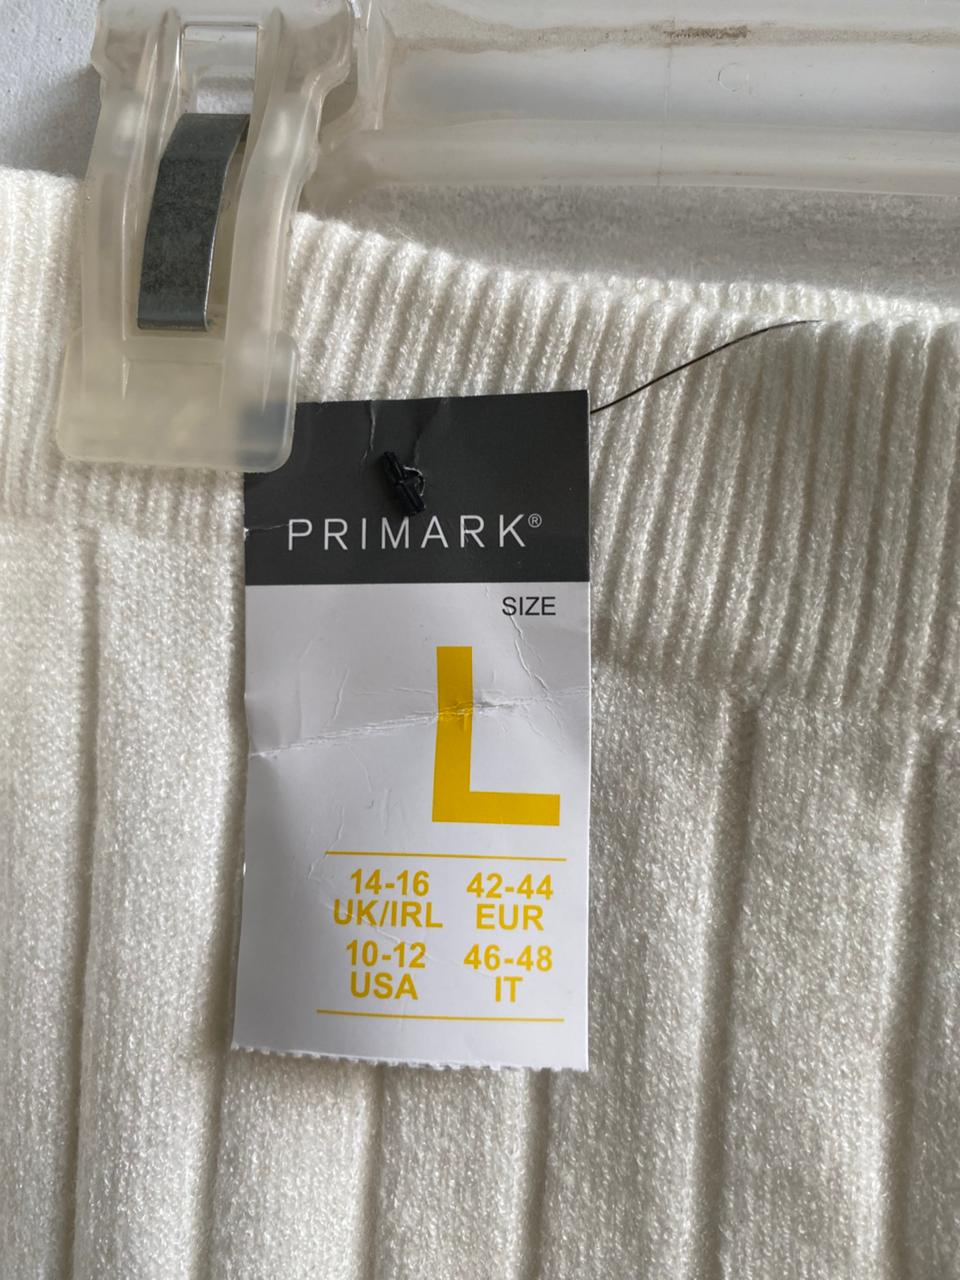 PRIMARK®
SIZE
L
14-16 42-44
UK/IRL EUR
10-12 46-48
USA IT